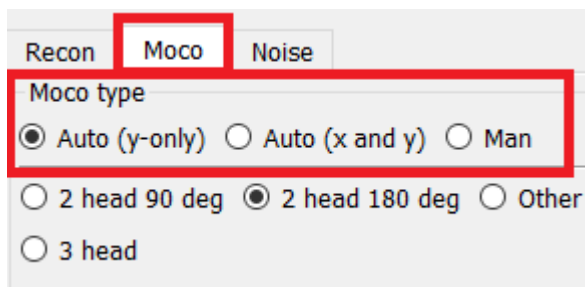 Recon Moco Noise
Moco type
Auto (y-only) Auto (x and y) Man
2 head 90 deg 2 head 180 deg Other
3 head